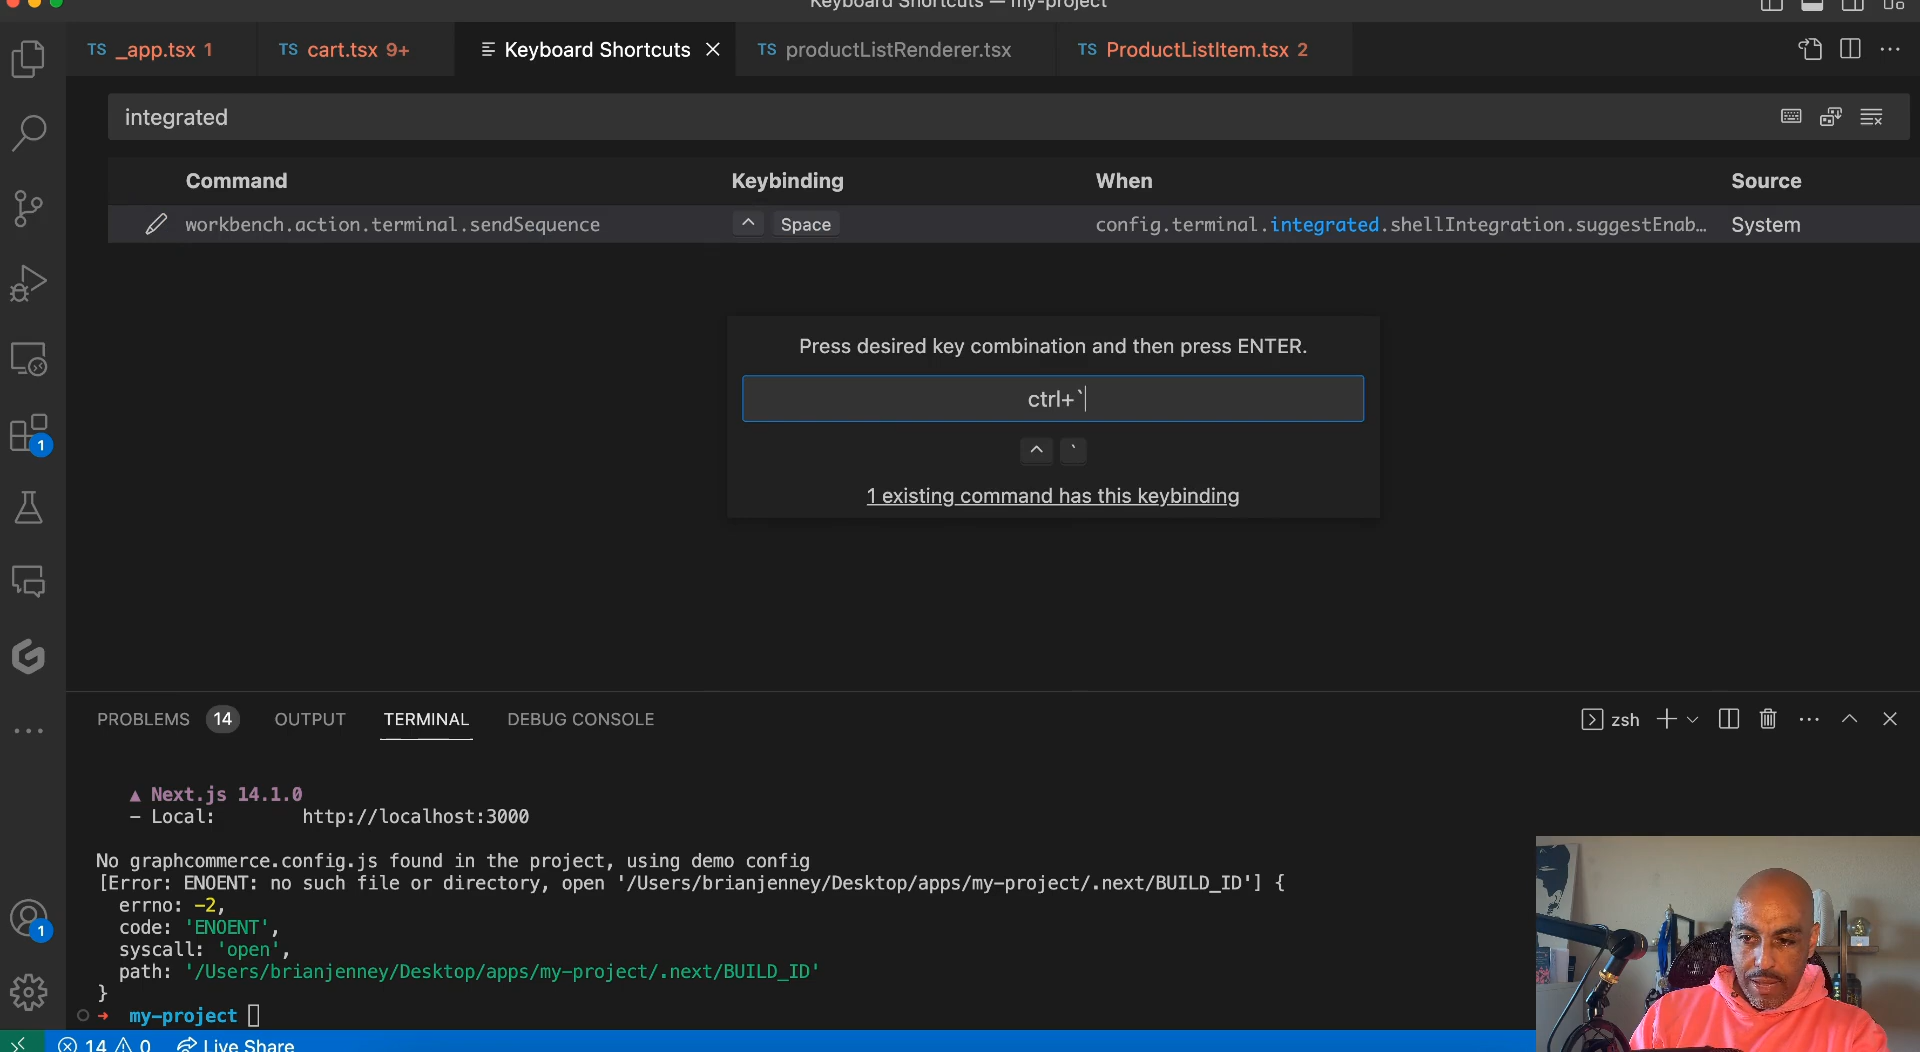 Keyboard Shortcuts — my-project
TS _app.tsx 1
TS cart.tsx 9+
Keyboard Shortcuts
TS productListRenderer.tsx
TS ProductListItem.tsx 2
integrated
Command Keybinding When Source
workbench.action.terminal.sendSequence ^ Space config.terminal.integrated.shellIntegration.suggestEnab… System
Press desired key combination and then press ENTER.
ctrl+`
^ `
1 existing command has this keybinding
1
PROBLEMS 14 OUTPUT TERMINAL DEBUG CONSOLE zsh
▲ Next.js 14.1.0
- Local: http://localhost:3000
No graphcommerce.config.js found in the project, using demo config
[Error: ENOENT: no such file or directory, open '/Users/brianjenney/Desktop/apps/my-project/.next/BUILD_ID'] {
errno: -2,
code: 'ENOENT',
syscall: 'open',
path: '/Users/brianjenney/Desktop/apps/my-project/.next/BUILD_ID'
}
→ my-project
1
14 0 Live Share